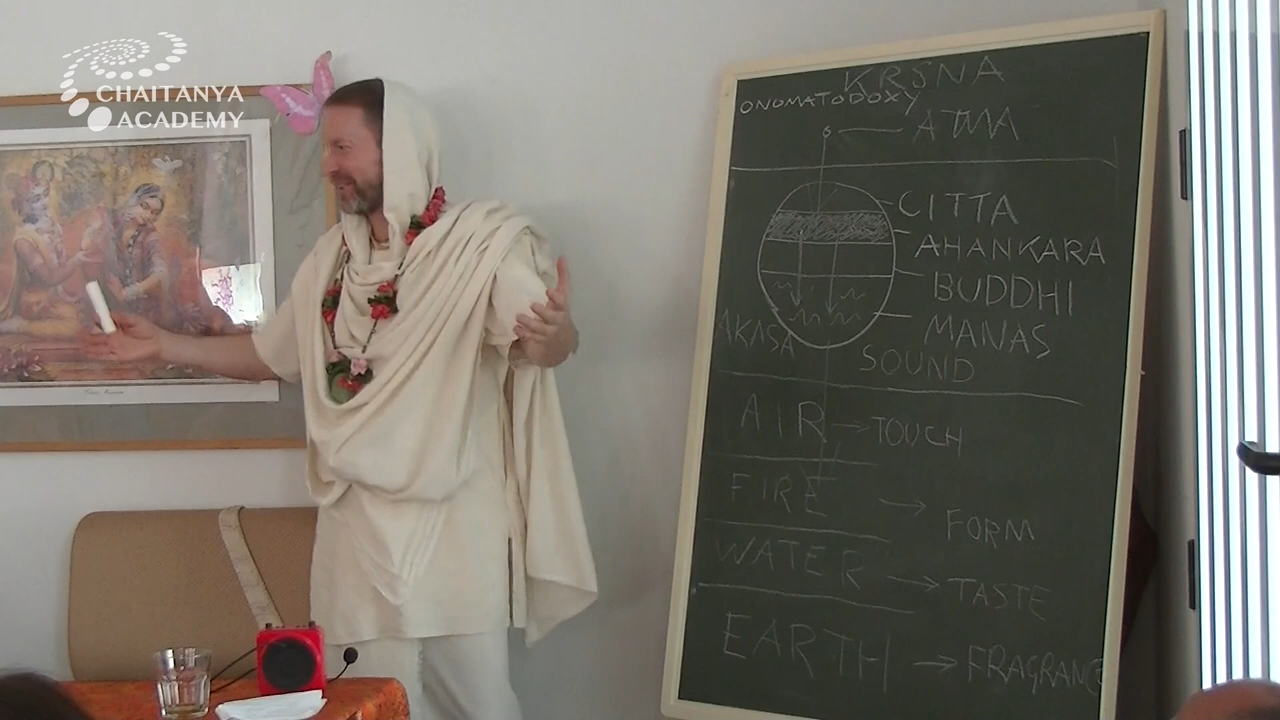 CHAITANYA
ACADEMY
KRSNA
ONOMATODOXY
ATMA
CITTA
AHANKARA
BUDDHI
MANAS
AKASA
SOUND
AIR → TOUCH
FIRE → FORM
WATER → TASTE
EARTH → FRAGRANC